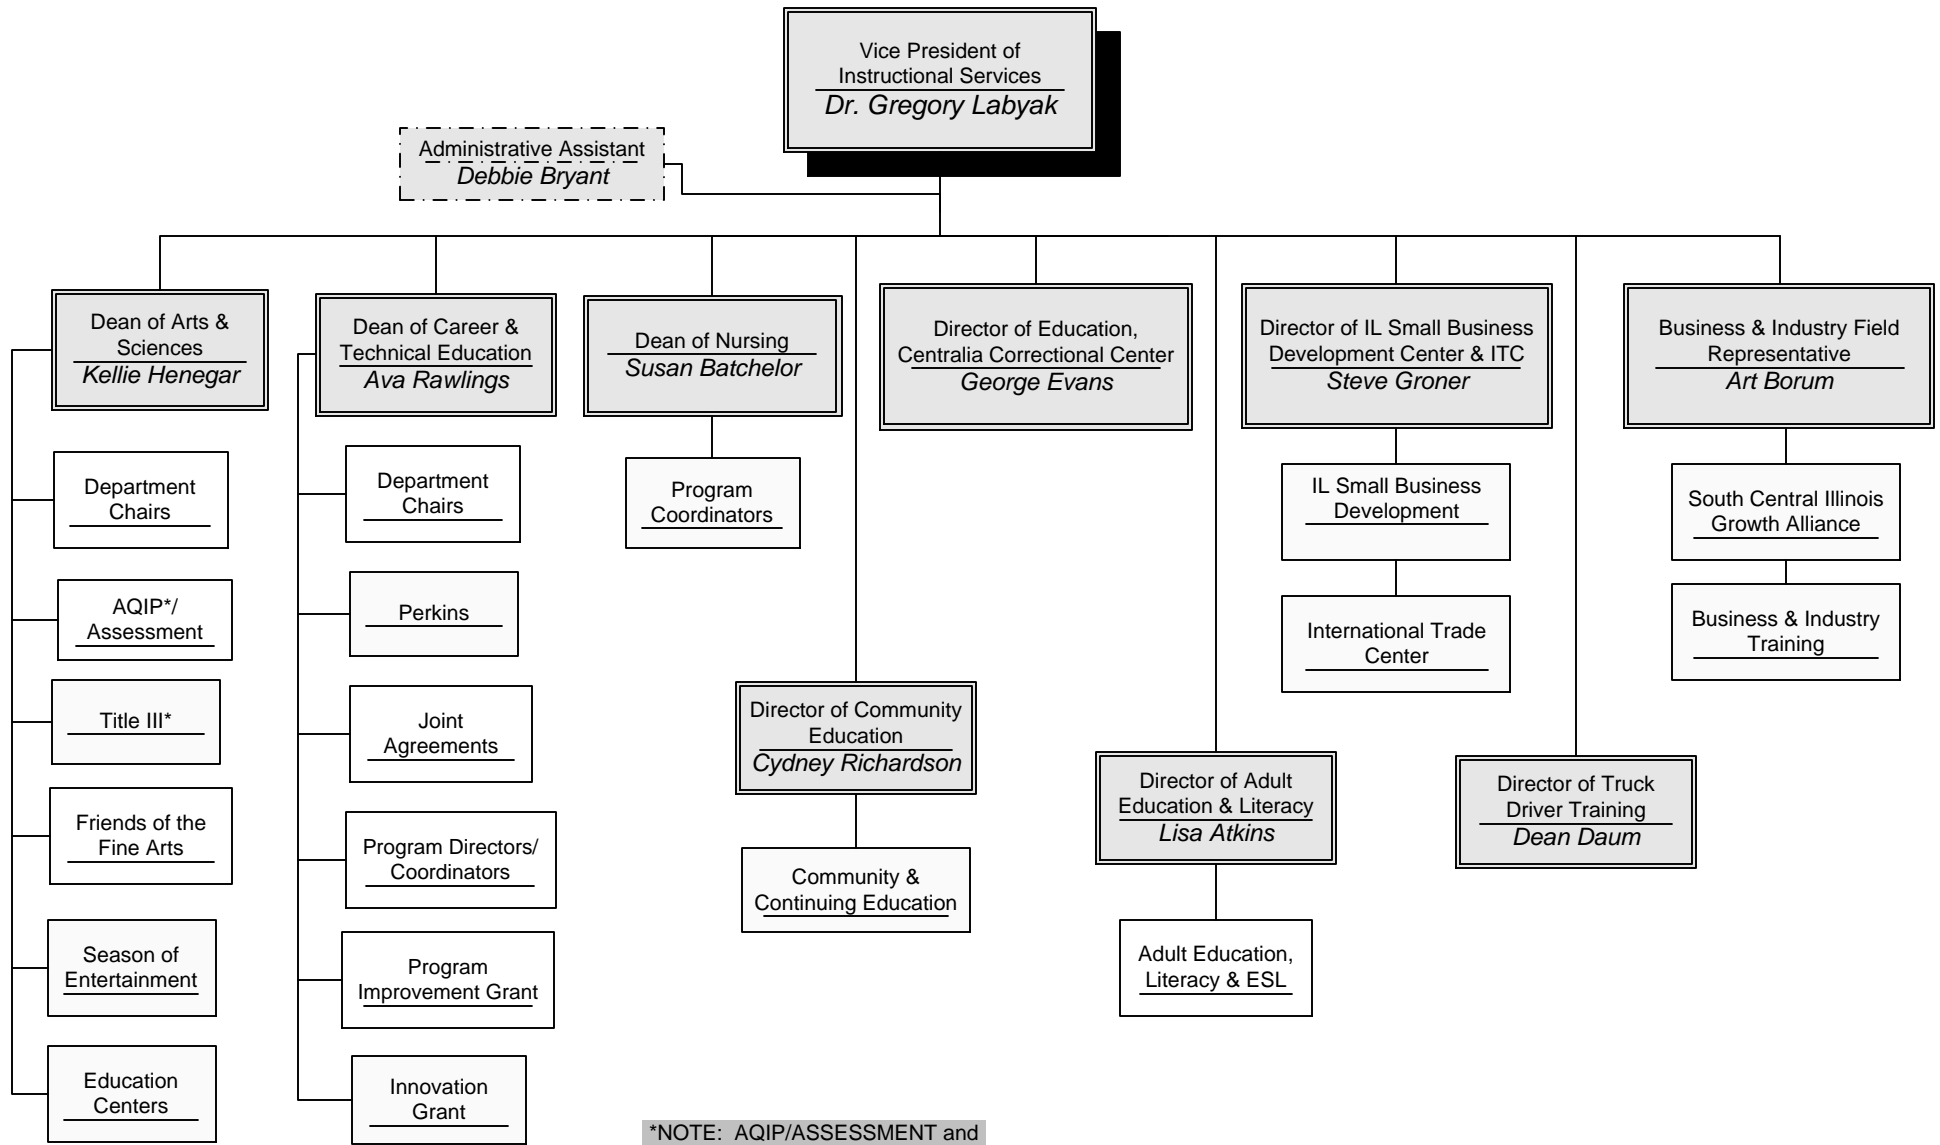 Vice President of
Instructional Services
Dr. Gregory Labyak
Administrative Assistant
Debbie Bryant
Dean of Arts &
Sciences
Kellie Henegar
Department
Chairs
AQIP*/
Assessment
Title III*
Friends of the
Fine Arts
Season of
Entertainment
Education
Centers
Dean of Career &
Technical Education
Ava Rawlings
Department
Chairs
Perkins
Joint
Agreements
Program Directors/
Coordinators
Program
Improvement Grant
Innovation
Grant
Dean of Nursing
Susan Batchelor
Program
Coordinators
Director of Community
Education
Cydney Richardson
Community &
Continuing Education
Director of Education,
Centralia Correctional Center
George Evans
Director of Adult
Education & Literacy
Lisa Atkins
Adult Education,
Literacy & ESL
Director of IL Small Business
Development Center & ITC
Steve Groner
IL Small Business
Development
International Trade
Center
Director of Truck
Driver Training
Dean Daum
Business & Industry Field
Representative
Art Borum
South Central Illinois
Growth Alliance
Business & Industry
Training
*NOTE: AQIP/ASSESSMENT and